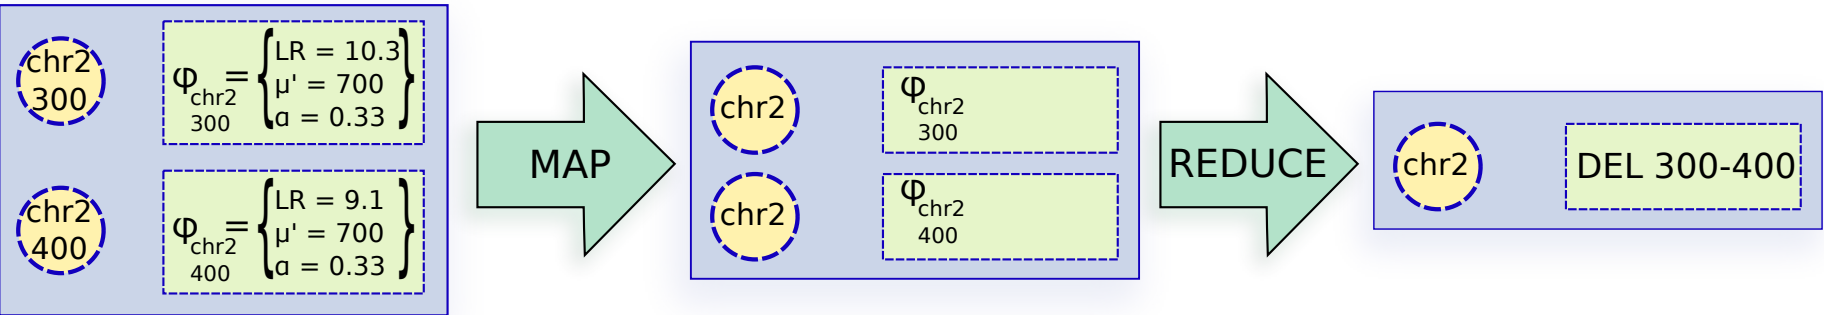 chr2
300
φchr2
300
= {
LR = 10.3
μ' = 700
α = 0.33
}
chr2
400
φchr2
400
= {
LR = 9.1
μ' = 700
α = 0.33
}
MAP
chr2
φchr2
300
chr2
φchr2
400
REDUCE
chr2
DEL 300-400